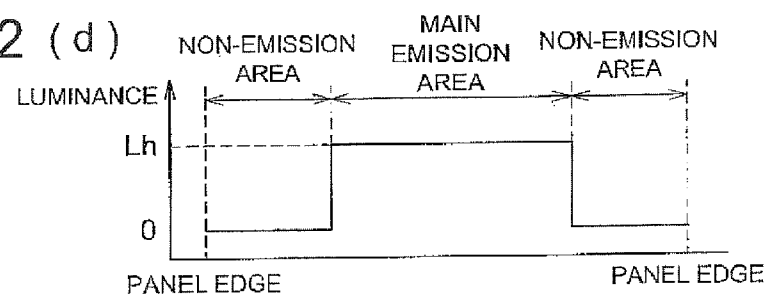 2 (d)
NON-EMISSION
AREA
MAIN
EMISSION
AREA
NON-EMISSION
AREA
LUMINANCE
Lh
0
PANEL EDGE
PANEL EDGE